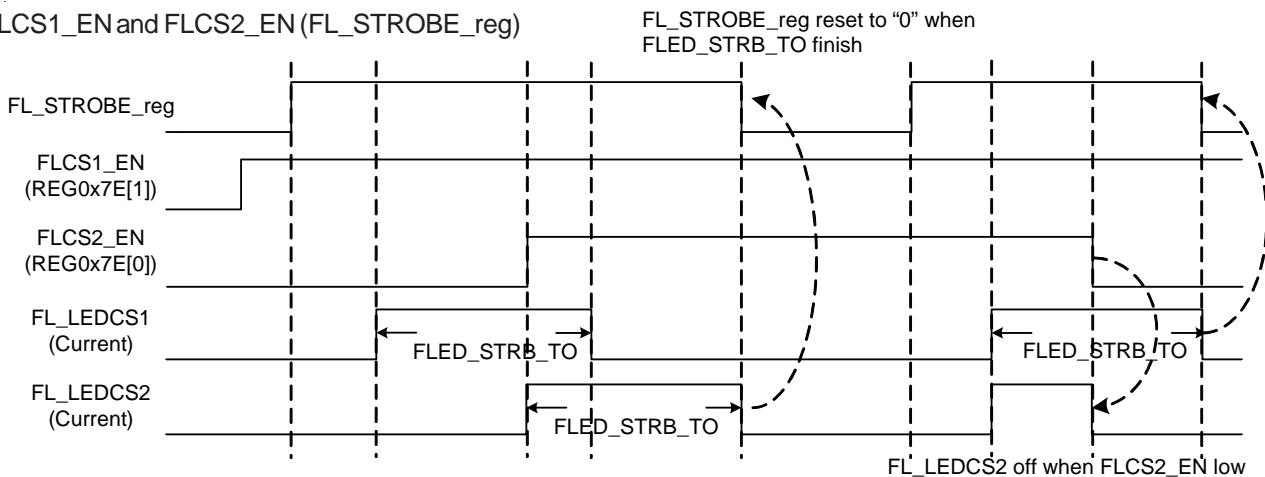 LCS1_EN and FLCS2_EN (FL_STROBE_reg)
FL_STROBE_reg reset to “0” when
FLED_STRB_TO finish
FL_STROBE_reg
FLCS1_EN
(REG0x7E[1])
FLCS2_EN
(REG0x7E[0])
FL_LEDCS1
(Current)
FLED_STRB_TO
FLED_STRB_TO
FL_LEDCS2
(Current)
FLED_STRB_TO
FL_LEDCS2 off when FLCS2_EN low